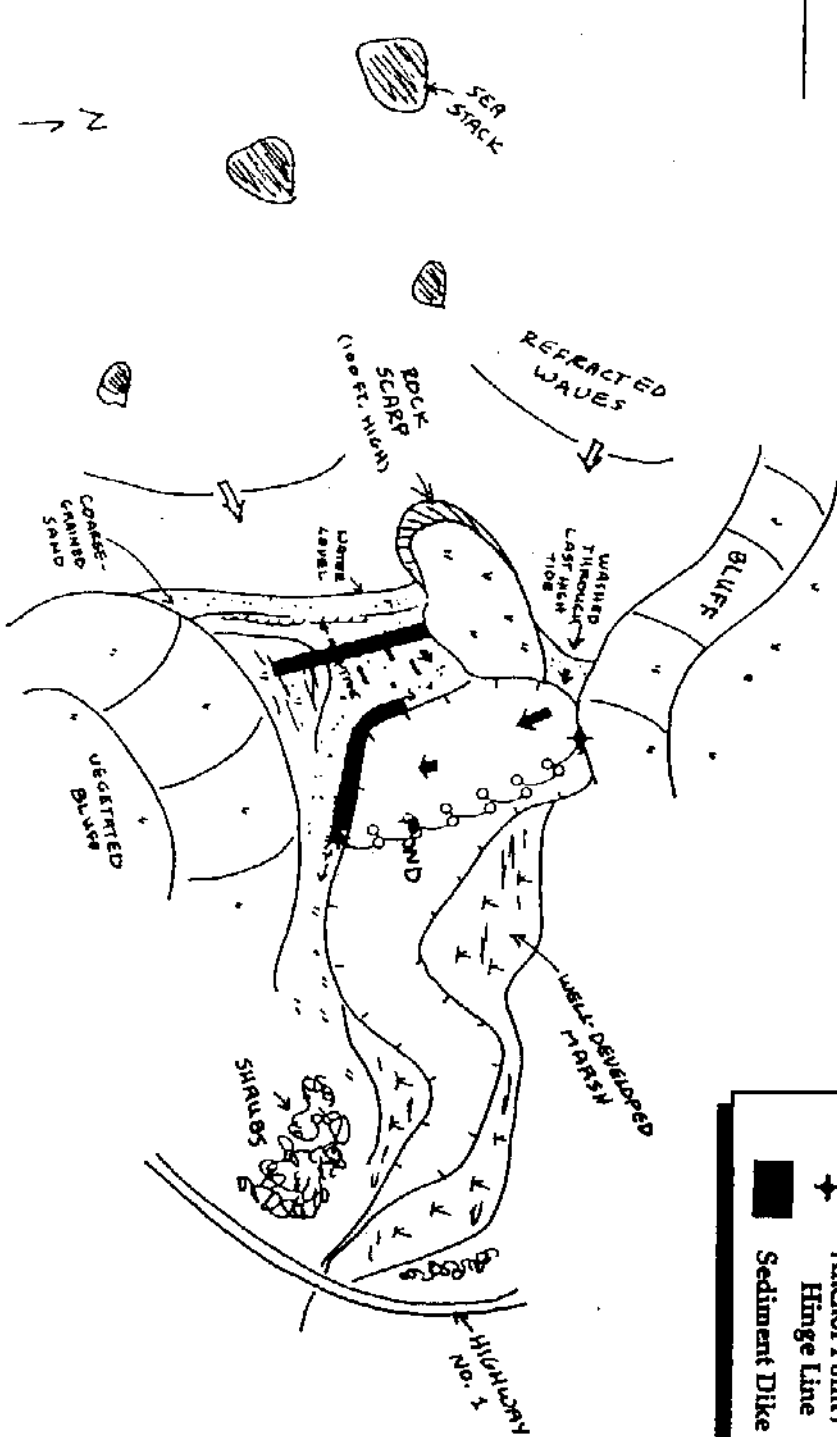 SEA
STACK
N
REFRACTED
WAVES
ROCK
SCARP
(100 FT. HIGH)
BLUFF
WASHED
THROUGH
LAST HIGH
TIDE
WATER
LEVEL
COARSE-
GRAINED
SAND
VEGETATED
BLUFF
POND
WELL-DEVELOPED
MARSH
SHRUBS
HIGHWAY
NO. 1
Hinge Line
Sediment Dike